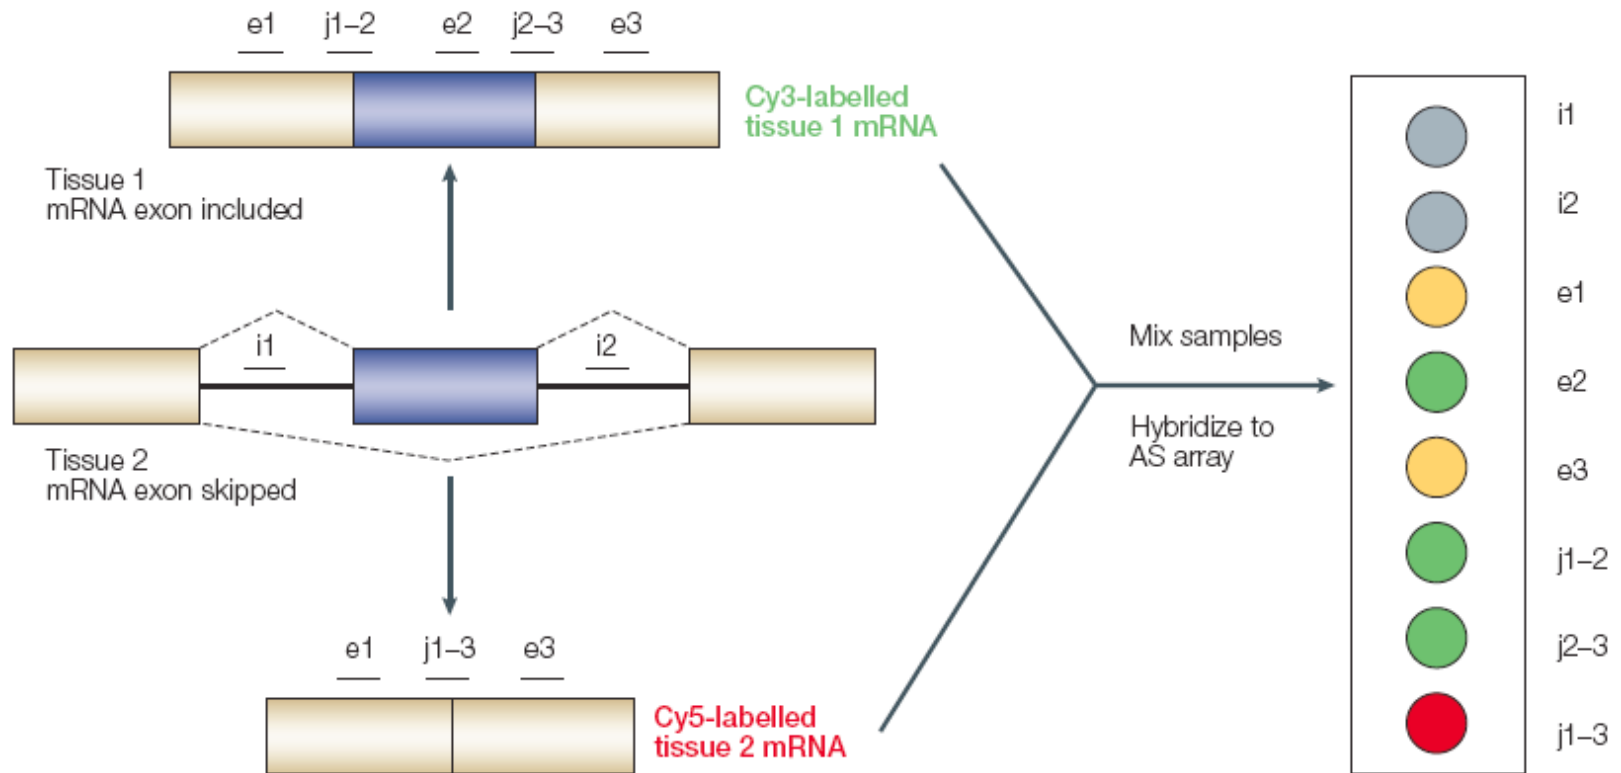 e1 j1–2 e2 j2–3 e3
Cy3-labelled
tissue 1 mRNA
Tissue 1
mRNA exon included
i1 i2
Tissue 2
mRNA exon skipped
e1 j1–3 e3
Cy5-labelled
tissue 2 mRNA
Mix samples
Hybridize to
AS array
i1
i2
e1
e2
e3
j1–2
j2–3
j1–3